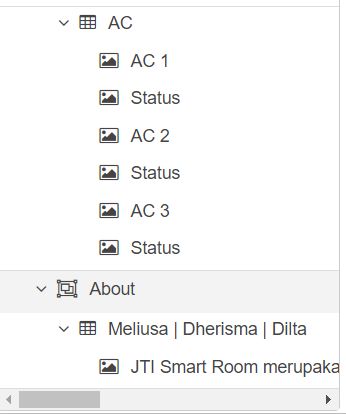 AC
AC 1
Status
AC 2
Status
AC 3
Status
About
Meliusa | Dherisma | Dilta
JTI Smart Room merupaka